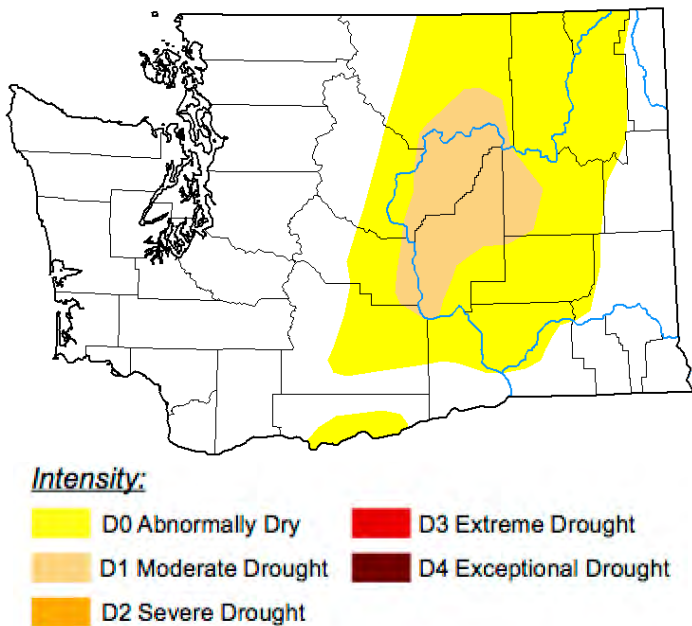 Intensity:
D0 Abnormally Dry
D1 Moderate Drought
D2 Severe Drought
D3 Extreme Drought
D4 Exceptional Drought